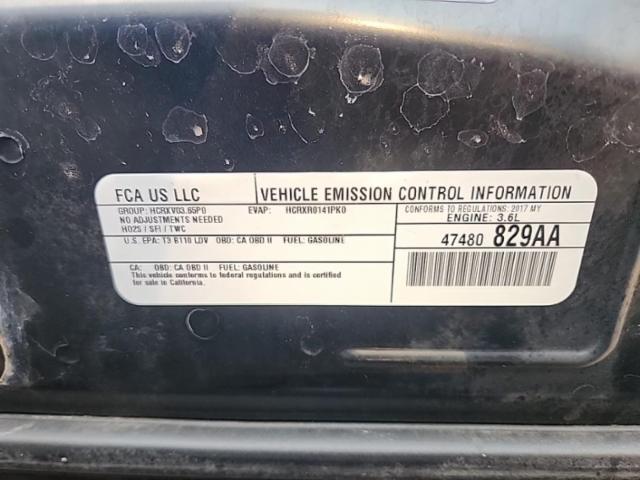 FCA US LLC VEHICLE EMISSION CONTROL INFORMATION
GROUP: HCRXV03.65P0 EVAP: HCRXR0141PK0 CONFORMS TO REGULATIONS: 2017 MY
NO ADJUSTMENTS NEEDED ENGINE: 3.6L
HO2S / SFI / TWC
47480 829AA
U.S. EPA: T3 B110 LDV OBD: CA OBD II FUEL: GASOLINE
CA: OBD: CA OBD II FUEL: GASOLINE
This vehicle conforms to federal regulations and is certified
for sale in California.